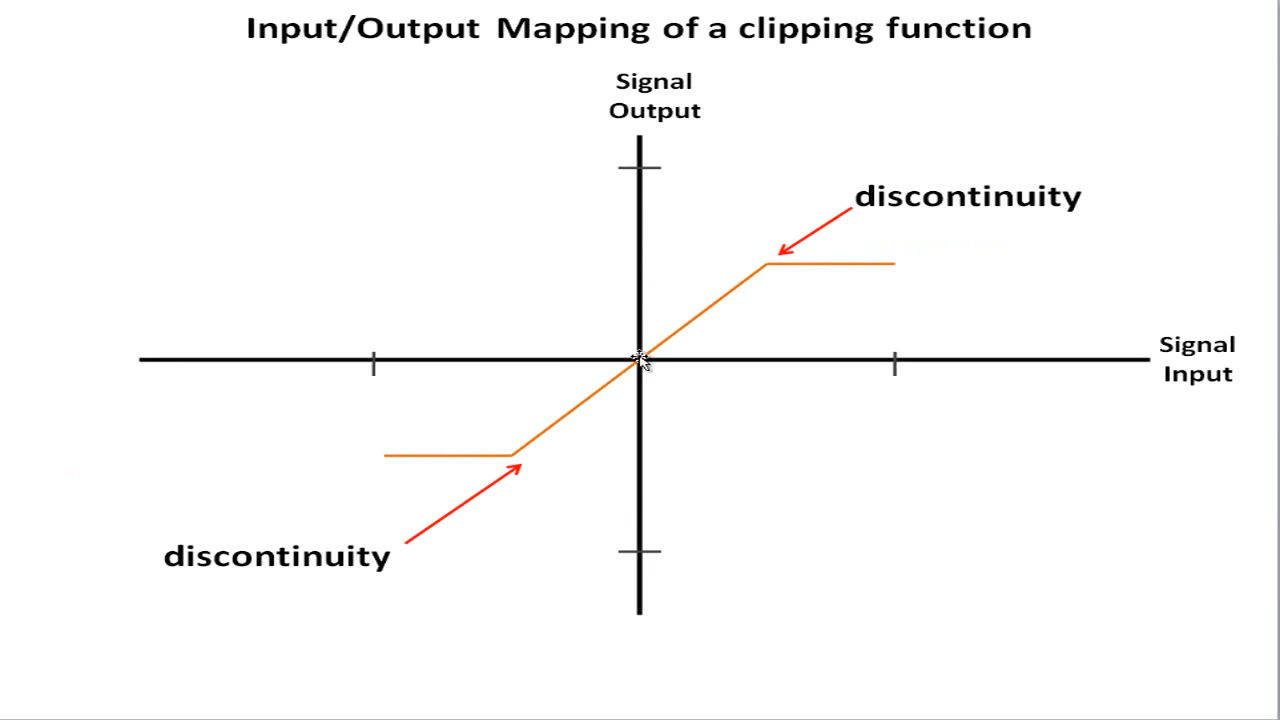 Input/Output Mapping of a clipping function
Signal
Output
discontinuity
Signal
Input
discontinuity